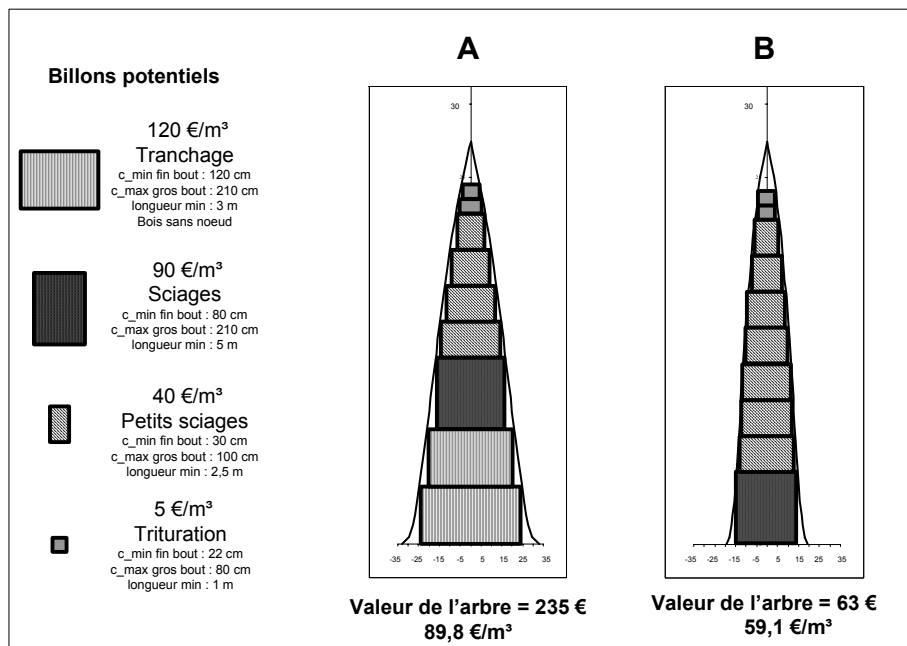 Billons potentiels
120 €/m³
Tranchage
c_min fin bout : 120 cm
c_max gros bout : 210 cm
longueur min : 3 m
Bois sans noeud
90 €/m³
Sciages
c_min fin bout : 80 cm
c_max gros bout : 210 cm
longueur min : 5 m
40 €/m³
Petits sciages
c_min fin bout : 30 cm
c_max gros bout : 100 cm
longueur min : 2,5 m
5 €/m³
Trituration
c_min fin bout : 22 cm
c_max gros bout : 80 cm
longueur min : 1 m
A
30
-35 -25 -15 -5 5 15 25 35
Valeur de l'arbre = 235 €
89,8 €/m³
B
30
-35 -25 -15 -5 5 15 25 35
Valeur de l'arbre = 63 €
59,1 €/m³